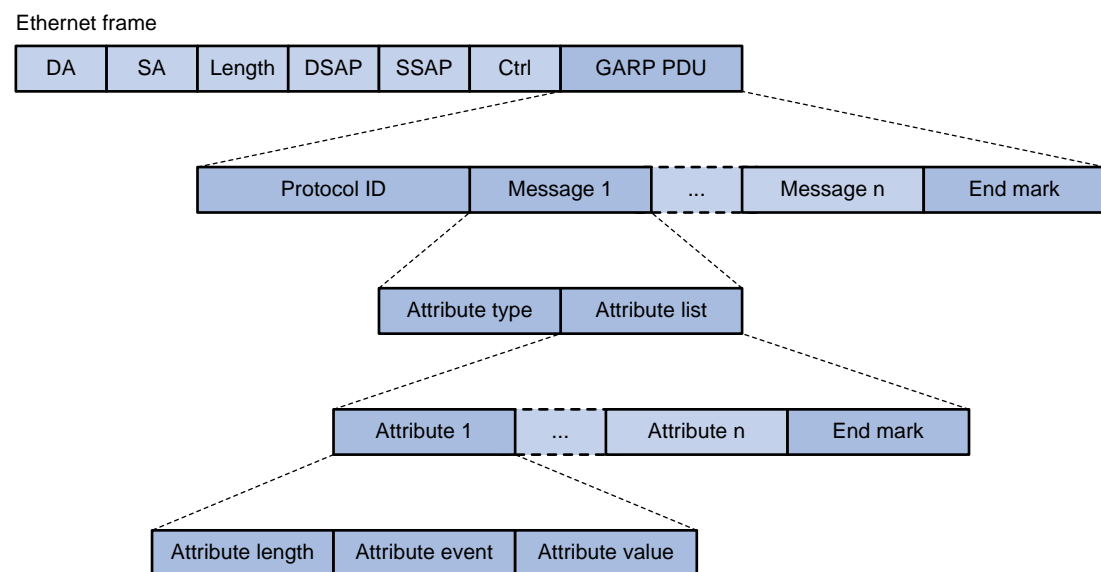 Ethernet frame
DA SA Length DSAP SSAP Ctrl GARP PDU
Protocol ID Message 1 ... Message n End mark
Attribute type Attribute list
Attribute 1 ... Attribute n End mark
Attribute length Attribute event Attribute value